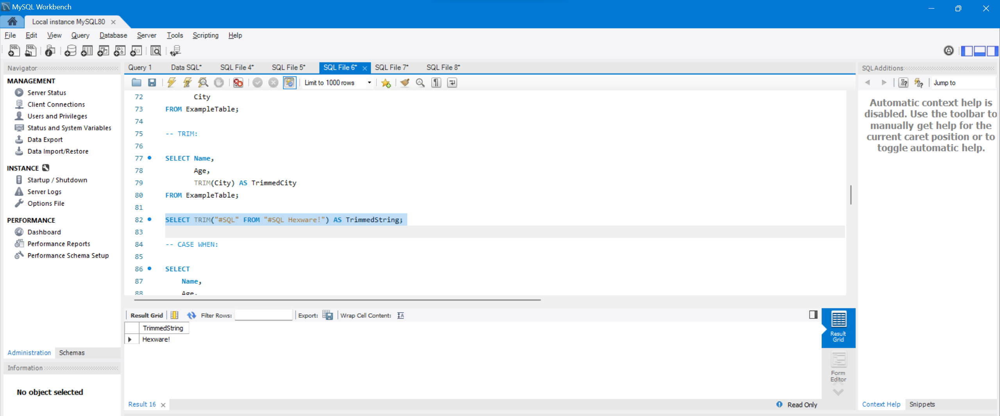 MySQL Workbench
Local instance MySQL80
File Edit View Query Database Server Tools Scripting Help
Navigator
MANAGEMENT
Server Status
Client Connections
Users and Privileges
Status and System Variables
Data Export
Data Import/Restore
INSTANCE
Startup / Shutdown
Server Logs
Options File
PERFORMANCE
Dashboard
Performance Reports
Performance Schema Setup
Administration Schemas
Information
No object selected
Query 1 Data SQL* SQL File 4* SQL File 5* SQL File 6* SQL File 7* SQL File 8*
Limit to 1000 rows
72 City
73 FROM ExampleTable;
74
75 -- TRIM:
76
77 SELECT Name,
78 Age,
79 TRIM(City) AS TrimmedCity
80 FROM ExampleTable;
81
82 SELECT TRIM("#SQL" FROM "#SQL Hexware!") AS TrimmedString;
83
84 -- CASE WHEN:
85
86 SELECT
87 Name,
88 Age,
Result Grid Filter Rows: Export: Wrap Cell Content:
TrimmedString
Hexware!
Result Grid
Form Editor
Result 16
Read Only
SQLAdditions
Jump to
Automatic context help is
disabled. Use the toolbar to
manually get help for the
current caret position or to
toggle automatic help.
Context Help Snippets